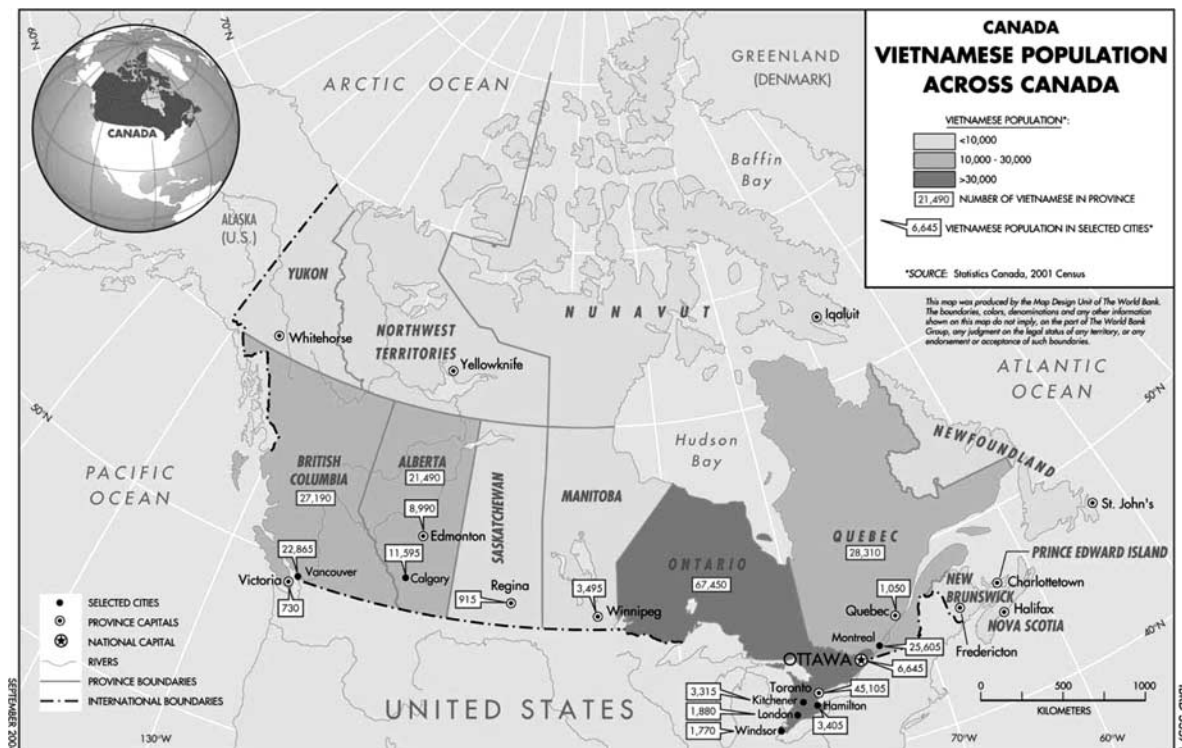 CANADA
VIETNAMESE POPULATION
ACROSS CANADA
VIETNAMESE POPULATION*:
<10,000
10,000 - 30,000
>30,000
21,490 NUMBER OF VIETNAMESE IN PROVINCE
6,645 VIETNAMESE POPULATION IN SELECTED CITIES*
*SOURCE: Statistics Canada, 2001 Census
This map was produced by the Map Design Unit of The World Bank.
The boundaries, colors, denominations and any other information
shown on this map do not imply, on the part of The World Bank
Group, any judgment on the legal status of any territory, or any
endorsement or acceptance of such boundaries.
60°N
70°N
CANADA
ARCTIC OCEAN
GREENLAND
(DENMARK)
Baffin
Bay
ALASKA
(U.S.)
YUKON
NUNAVUT
Iqaluit
Whitehorse
NORTHWEST
TERRITORIES
Yellowknife
ATLANTIC
OCEAN
50°N
50°N
PACIFIC
OCEAN
Hudson
Bay
NEWFOUNDLAND
BRITISH
COLUMBIA
27,190
ALBERTA
21,490
SASKATCHEWAN
MANITOBA
8,990
Edmonton
St. John's
QUEBEC
28,310
ONTARIO
67,450
PRINCE EDWARD ISLAND
22,865
Vancouver
11,595
Calgary
Victoria
730
Regina
915
3,495
Winnipeg
1,050
Quebec
NEW
BRUNSWICK
Charlottetown
Halifax
NOVA SCOTIA
Fredericton
40°N
Montreal
25,605
OTTAWA
6,645
Toronto
45,105
3,315
Kitchener
Hamilton
3,405
1,880
London
1,770
Windsor
UNITED STATES
SELECTED CITIES
PROVINCE CAPITALS
NATIONAL CAPITAL
RIVERS
PROVINCE BOUNDARIES
INTERNATIONAL BOUNDARIES
0 500 1000
KILOMETERS
130°W
70°W
60°W